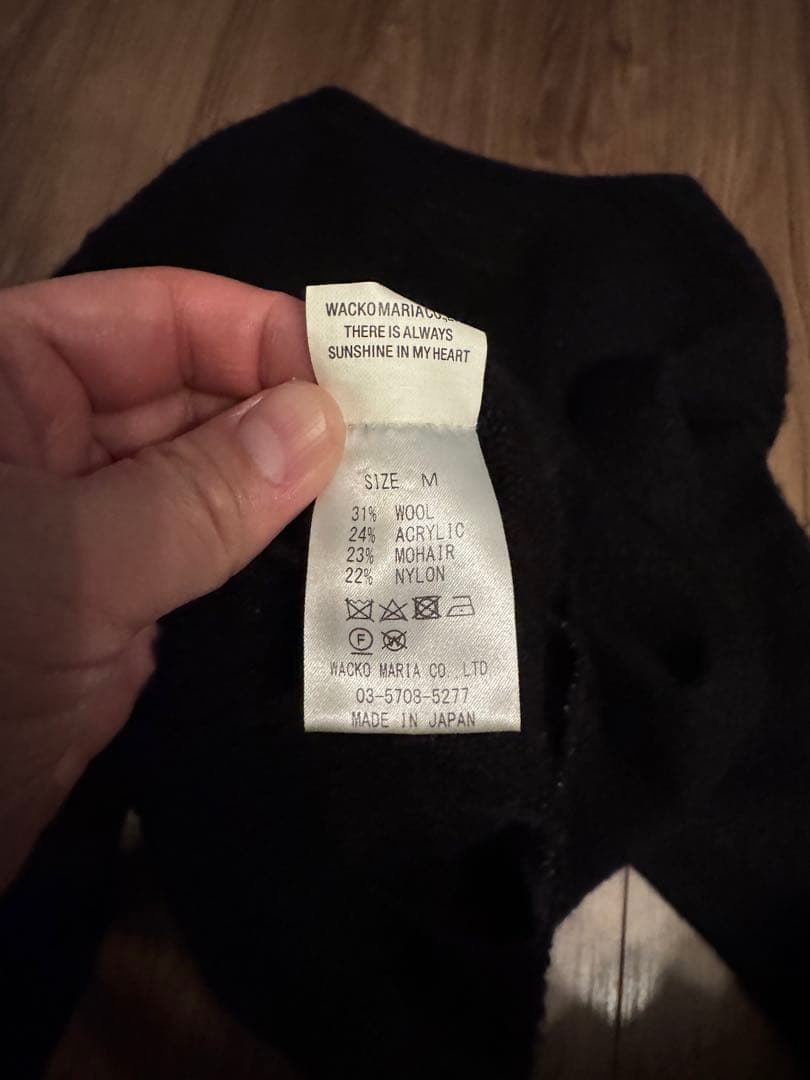 WACKO MARIA
THERE IS ALWAYS
SUNSHINE IN MY HEART
SIZE M
31% WOOL
24% ACRYLIC
23% MOHAIR
22% NYLON
F W
WACKO MARIA CO.,LTD
03-5708-5277
MADE IN JAPAN